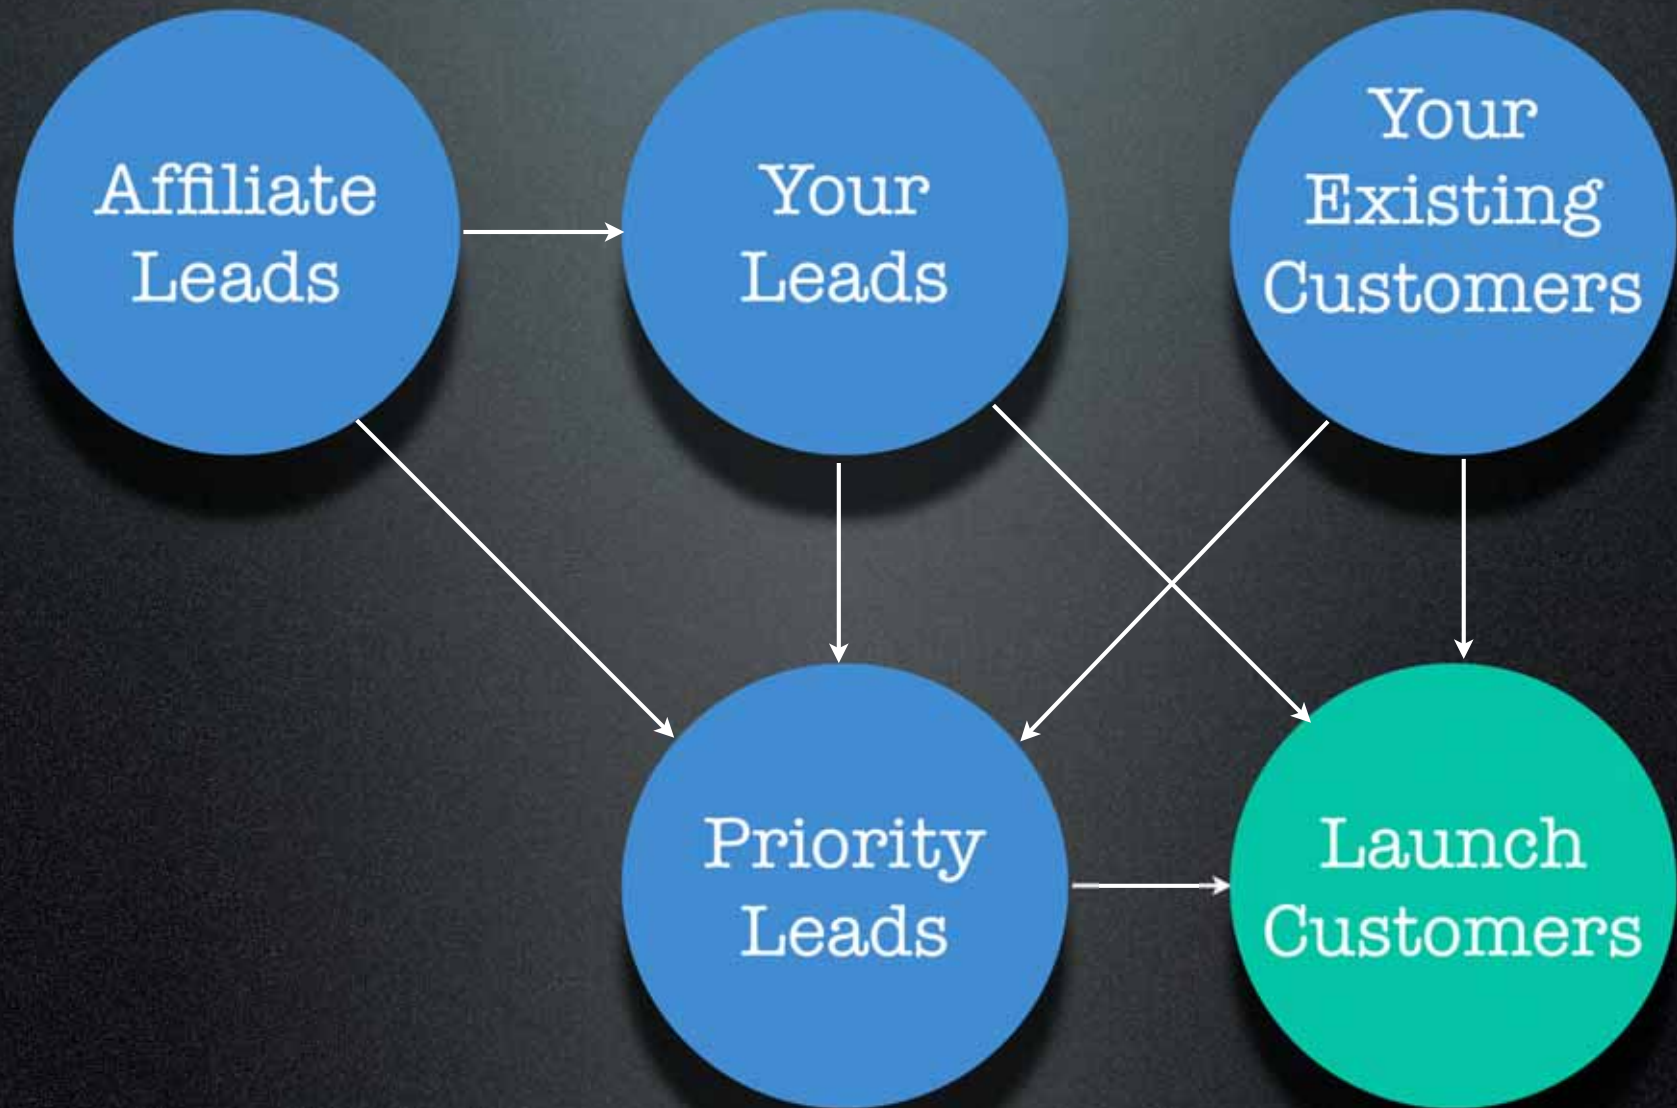 Affiliate
Leads
Your
Leads
Your
Existing
Customers
Priority
Leads
Launch
Customers